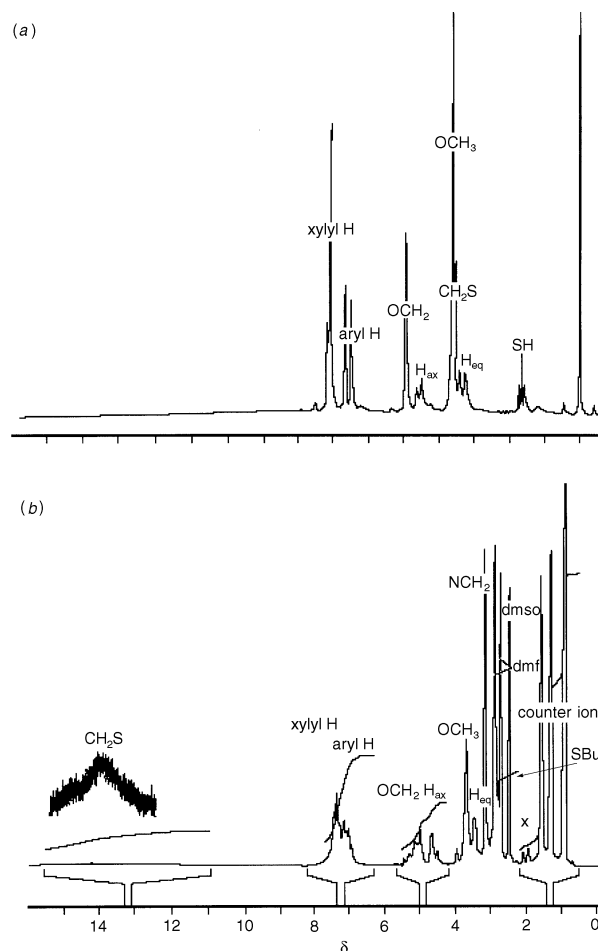 (a)
OCH3
xylyl H
CH2S
OCH2
aryl H
Hax
Heq
SH
(b)
NCH2
dmso
dmf
counter ion
xylyl H
CH2S
aryl H
OCH3
SBu
OCH2 Hax
Heq
x
14 12 10 8 6 4 2 0
δ